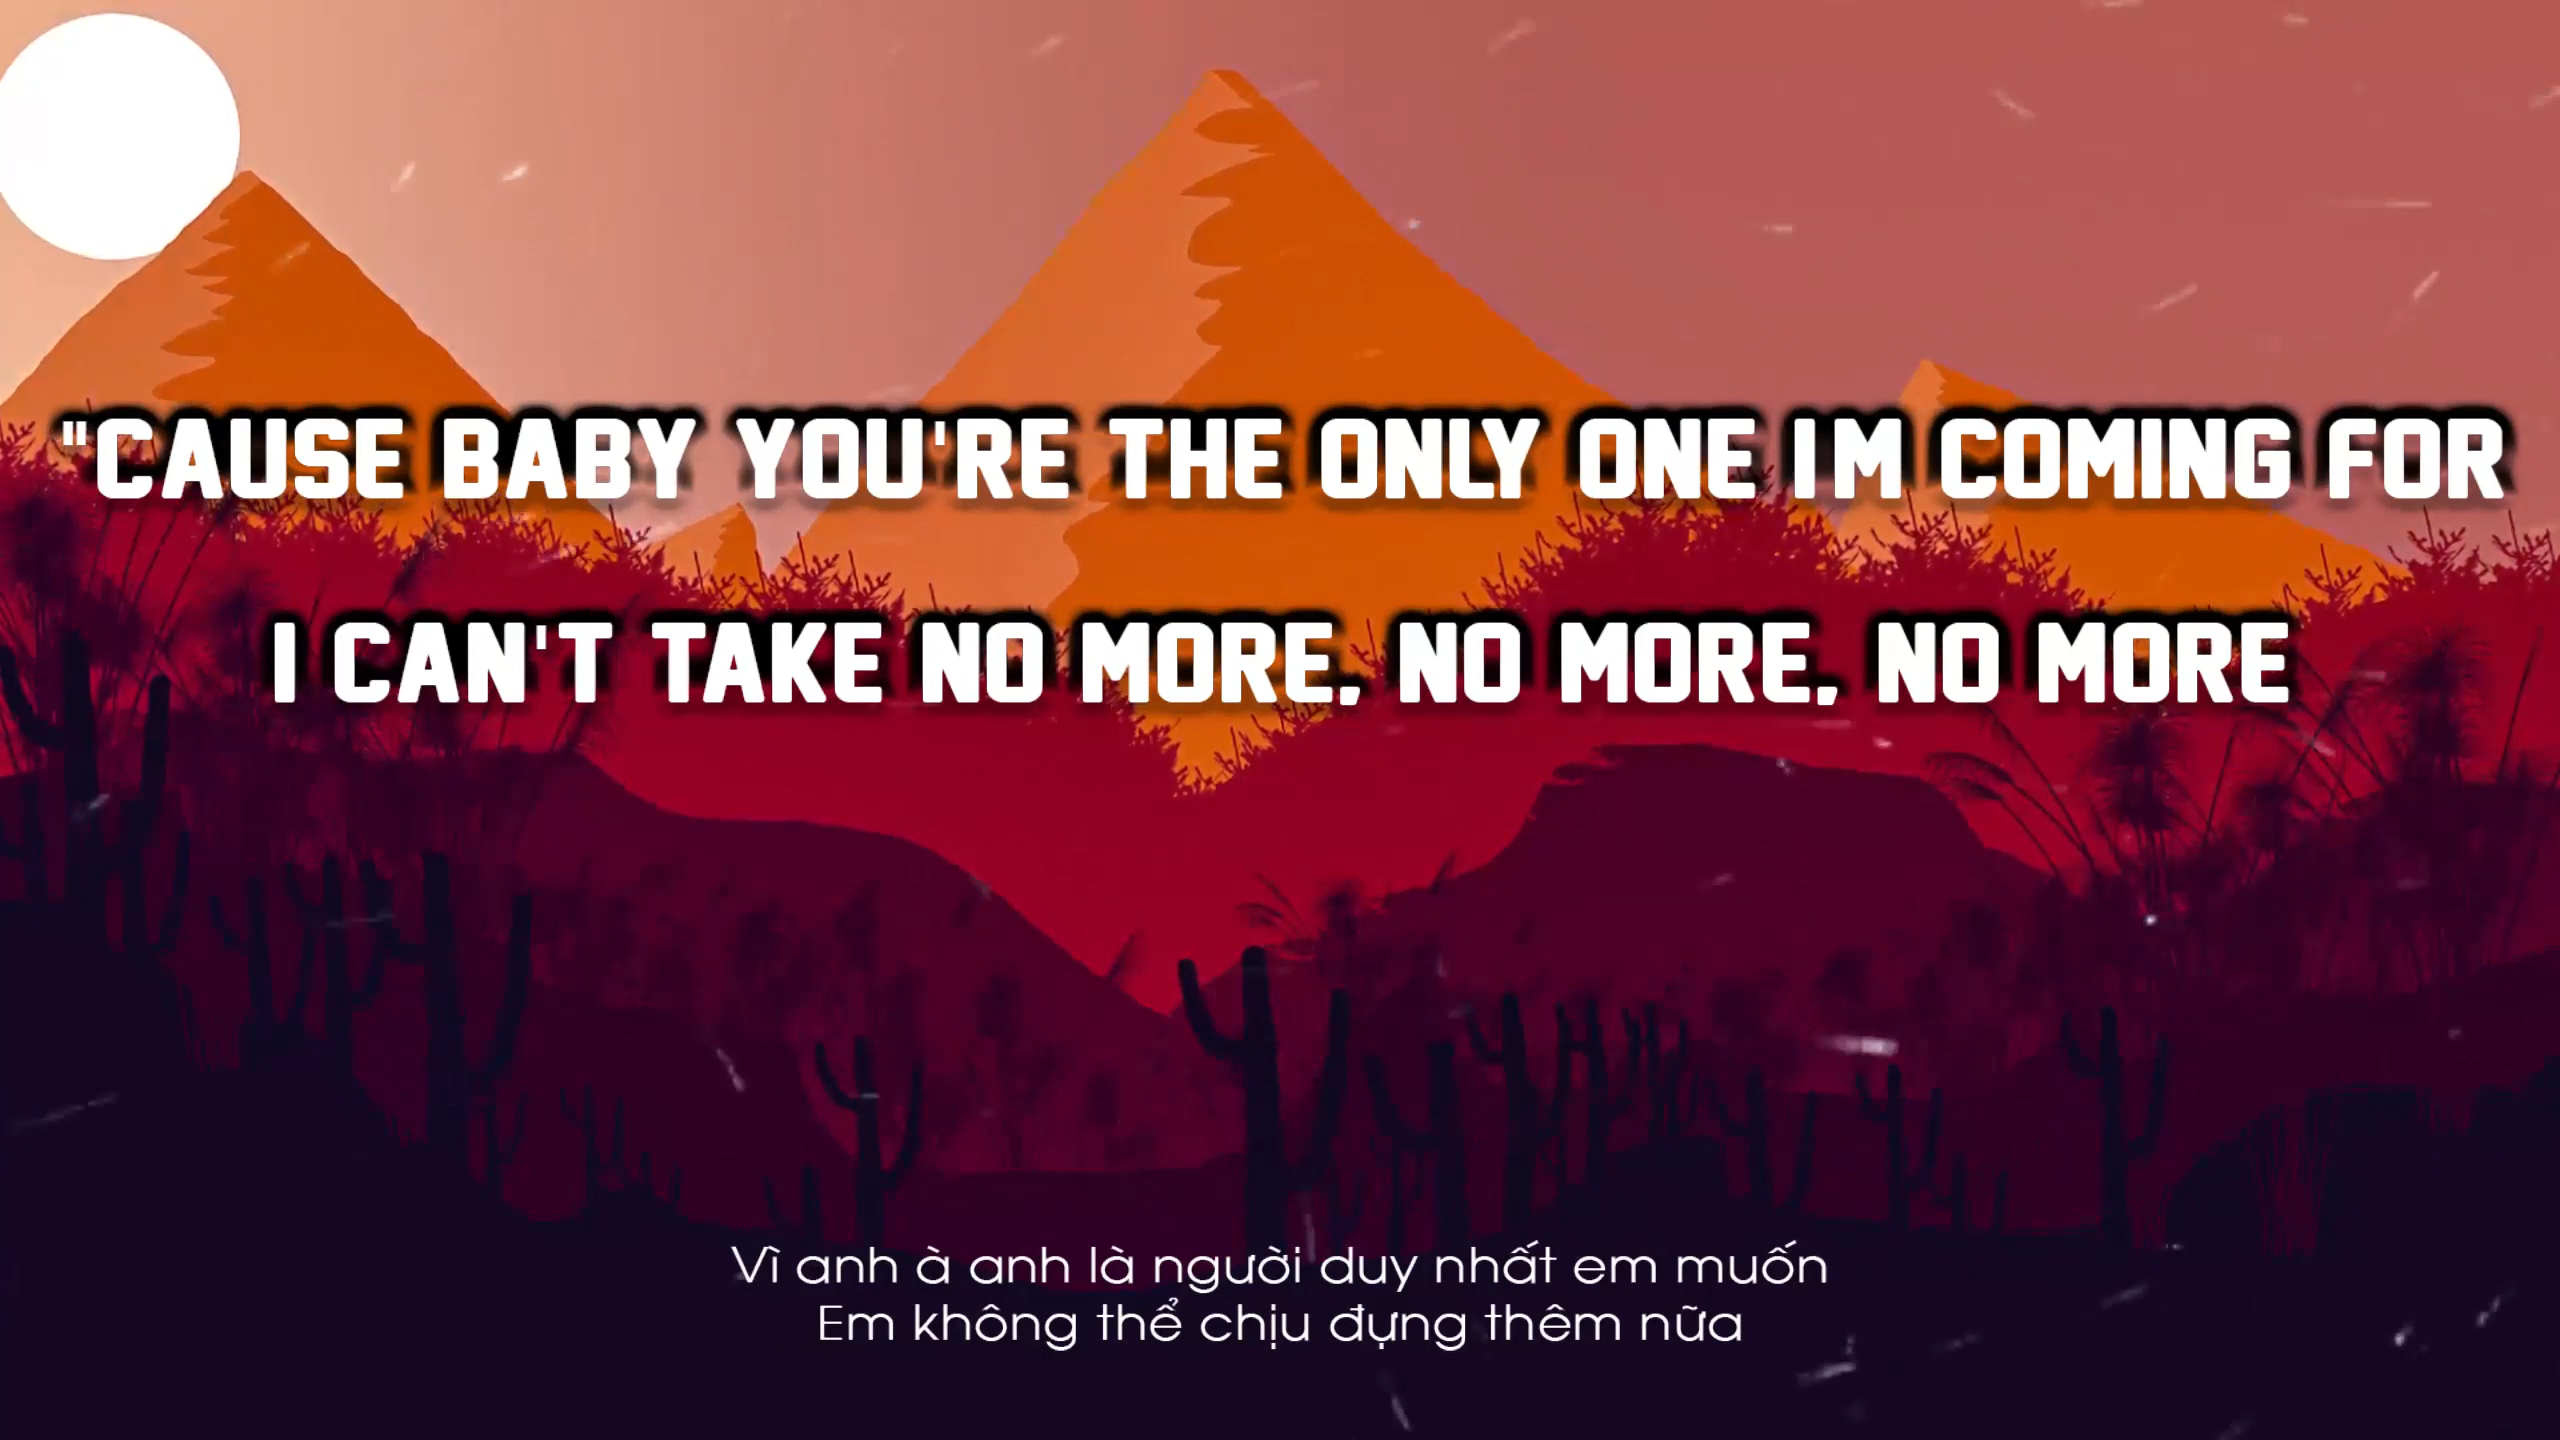 "CAUSE BABY YOU'RE THE ONLY ONE IM COMING FOR
I CAN'T TAKE NO MORE, NO MORE, NO MORE
Vì anh à anh là người duy nhất em muốn
Em không thể chịu đựng thêm nữa